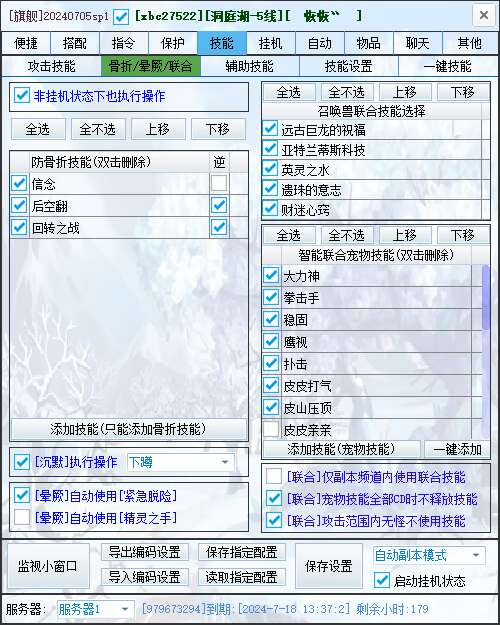 [旗舰]20240705sp1 [xbc27522][洞庭湖-5线][ 恢恢〝 ]
便捷 搭配 指令 保护 技能 挂机 自动 物品 聊天 其他
攻击技能 骨折/晕厥/联合 辅助技能 技能设置 一键技能
非挂机状态下也执行操作
全选 全不选 上移 下移
防骨折技能(双击删除) 逆
信念
后空翻
回转之战
添加技能(只能添加骨折技能)
[沉默]执行操作 下蹲
[晕厥]自动使用[紧急脱险]
[晕厥]自动使用[精灵之手]
全选 全不选 上移 下移
召唤兽联合技能选择
远古巨龙的祝福
亚特兰蒂斯科技
英灵之水
遗珠的意志
财迷心窍
全选 全不选 上移 下移
智能联合宠物技能(双击删除)
大力神
拳击手
稳固
鹰视
扑击
皮皮打气
皮山压顶
皮皮亲亲
添加技能(宠物技能) 一键添加
[联合]仅副本频道内使用联合技能
[联合]宠物技能全部CD时不释放技能
[联合]攻击范围内无怪不使用技能
监视小窗口 导出编码设置 保存指定配置 保存设置 自动副本模式
导入编码设置 读取指定配置 启动挂机状态
服务器: 服务器1 [979673294]到期:[2024-7-18 13:37:2] 剩余小时:179